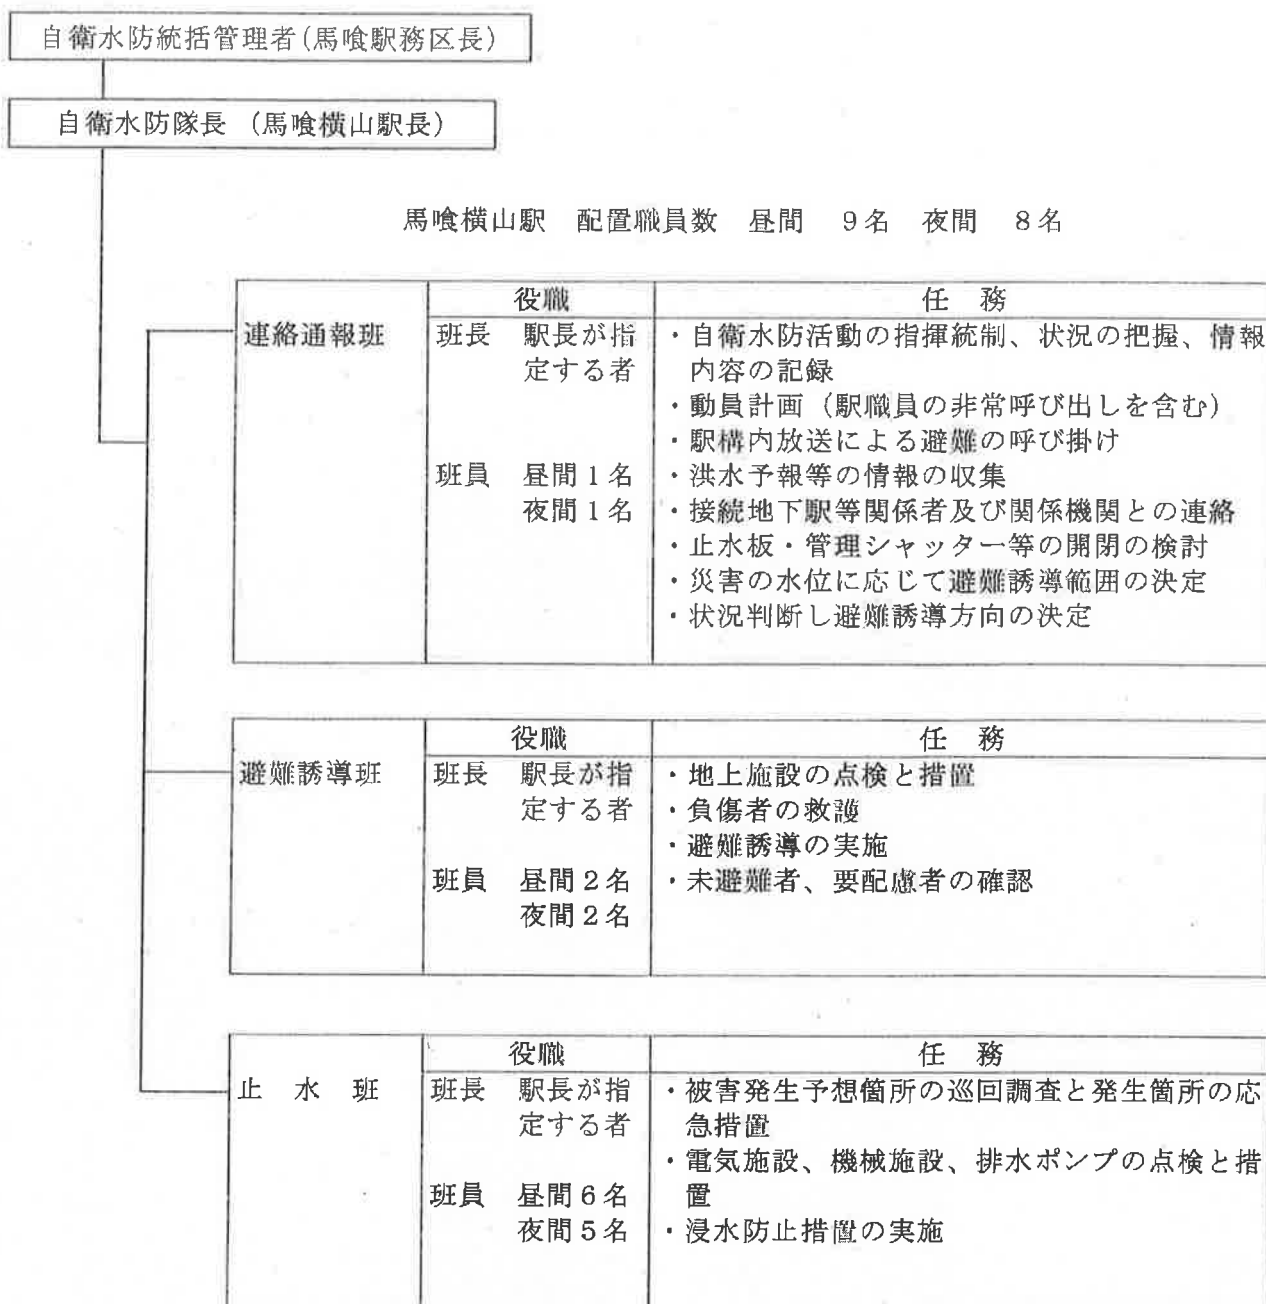 自衛水防統括管理者(馬喰駅務区長)
自衛水防隊長 (馬喰横山駅長)
馬喰横山駅 配置職員数 昼間 9名 夜間 8名
役職 任 務
連絡通報班 班長 駅長が指 ・自衛水防活動の指揮統制、状況の把握、情報
定する者 内容の記録
・動員計画(駅職員の非常呼び出しを含む)
・駅構内放送による避難の呼び掛け
班員 昼間1名 ・洪水予報等の情報の収集
夜間1名 ・接続地下駅等関係者及び関係機関との連絡
・止水板・管理シャッター等の開閉の検討
・災害の水位に応じて避難誘導範囲の決定
・状況判断し避難誘導方向の決定
役職 任 務
避難誘導班 班長 駅長が指 ・地上施設の点検と措置
定する者 ・負傷者の救護
・避難誘導の実施
班員 昼間2名 ・未避難者、要配慮者の確認
夜間2名
役職 任 務
止 水 班 班長 駅長が指 ・被害発生予想箇所の巡回調査と発生箇所の応
定する者 急措置
・電気施設、機械施設、排水ポンプの点検と措
班員 昼間6名 置
夜間5名 ・浸水防止措置の実施